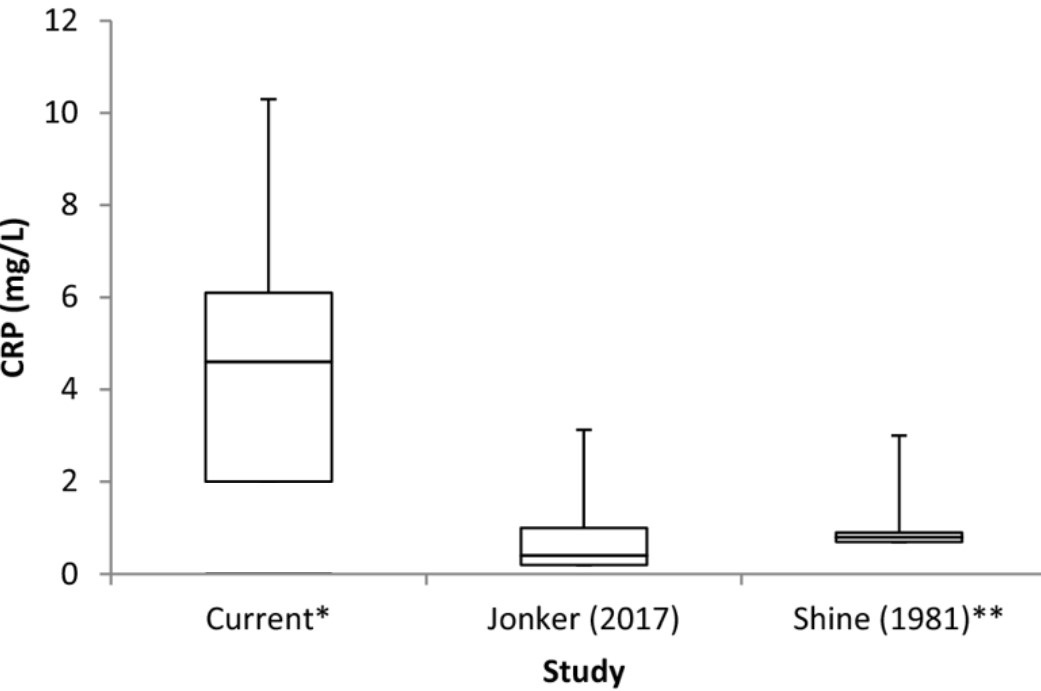 12
10
8
6
4
2
0
CRP (mg/L)
Current*
Jonker (2017)
Shine (1981)**
Study